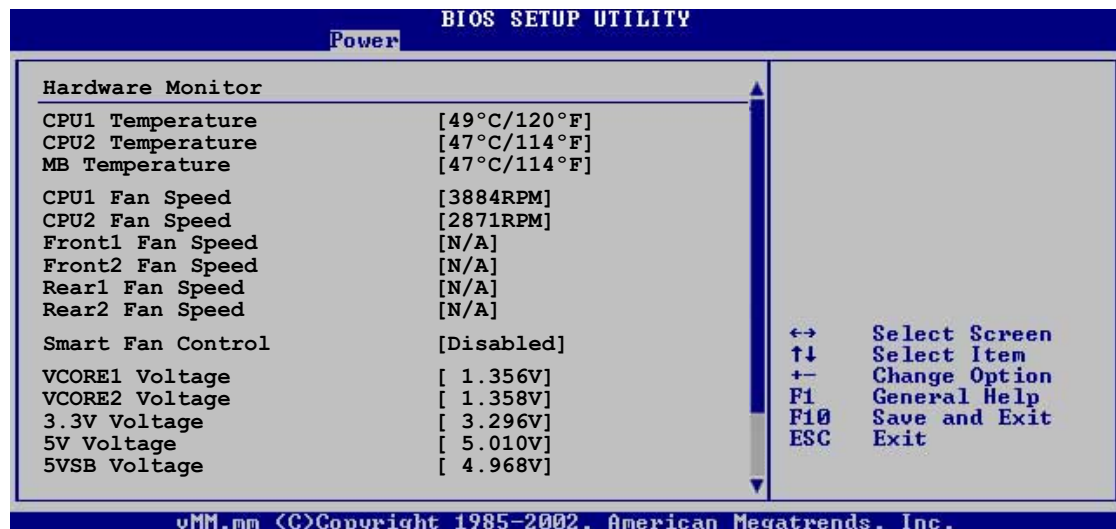 BIOS SETUP UTILITY
Power
Hardware Monitor
CPU1 Temperature [49°C/120°F]
CPU2 Temperature [47°C/114°F]
MB Temperature [47°C/114°F]
CPU1 Fan Speed [3884RPM]
CPU2 Fan Speed [2871RPM]
Front1 Fan Speed [N/A]
Front2 Fan Speed [N/A]
Rear1 Fan Speed [N/A]
Rear2 Fan Speed [N/A]
Smart Fan Control [Disabled]
VCORE1 Voltage [ 1.356V]
VCORE2 Voltage [ 1.358V]
3.3V Voltage [ 3.296V]
5V Voltage [ 5.010V]
5VSB Voltage [ 4.968V]
←→ Select Screen
↑↓ Select Item
+- Change Option
F1 General Help
F10 Save and Exit
ESC Exit
vMM.mm (C)Copyright 1985-2002, American Megatrends, Inc.